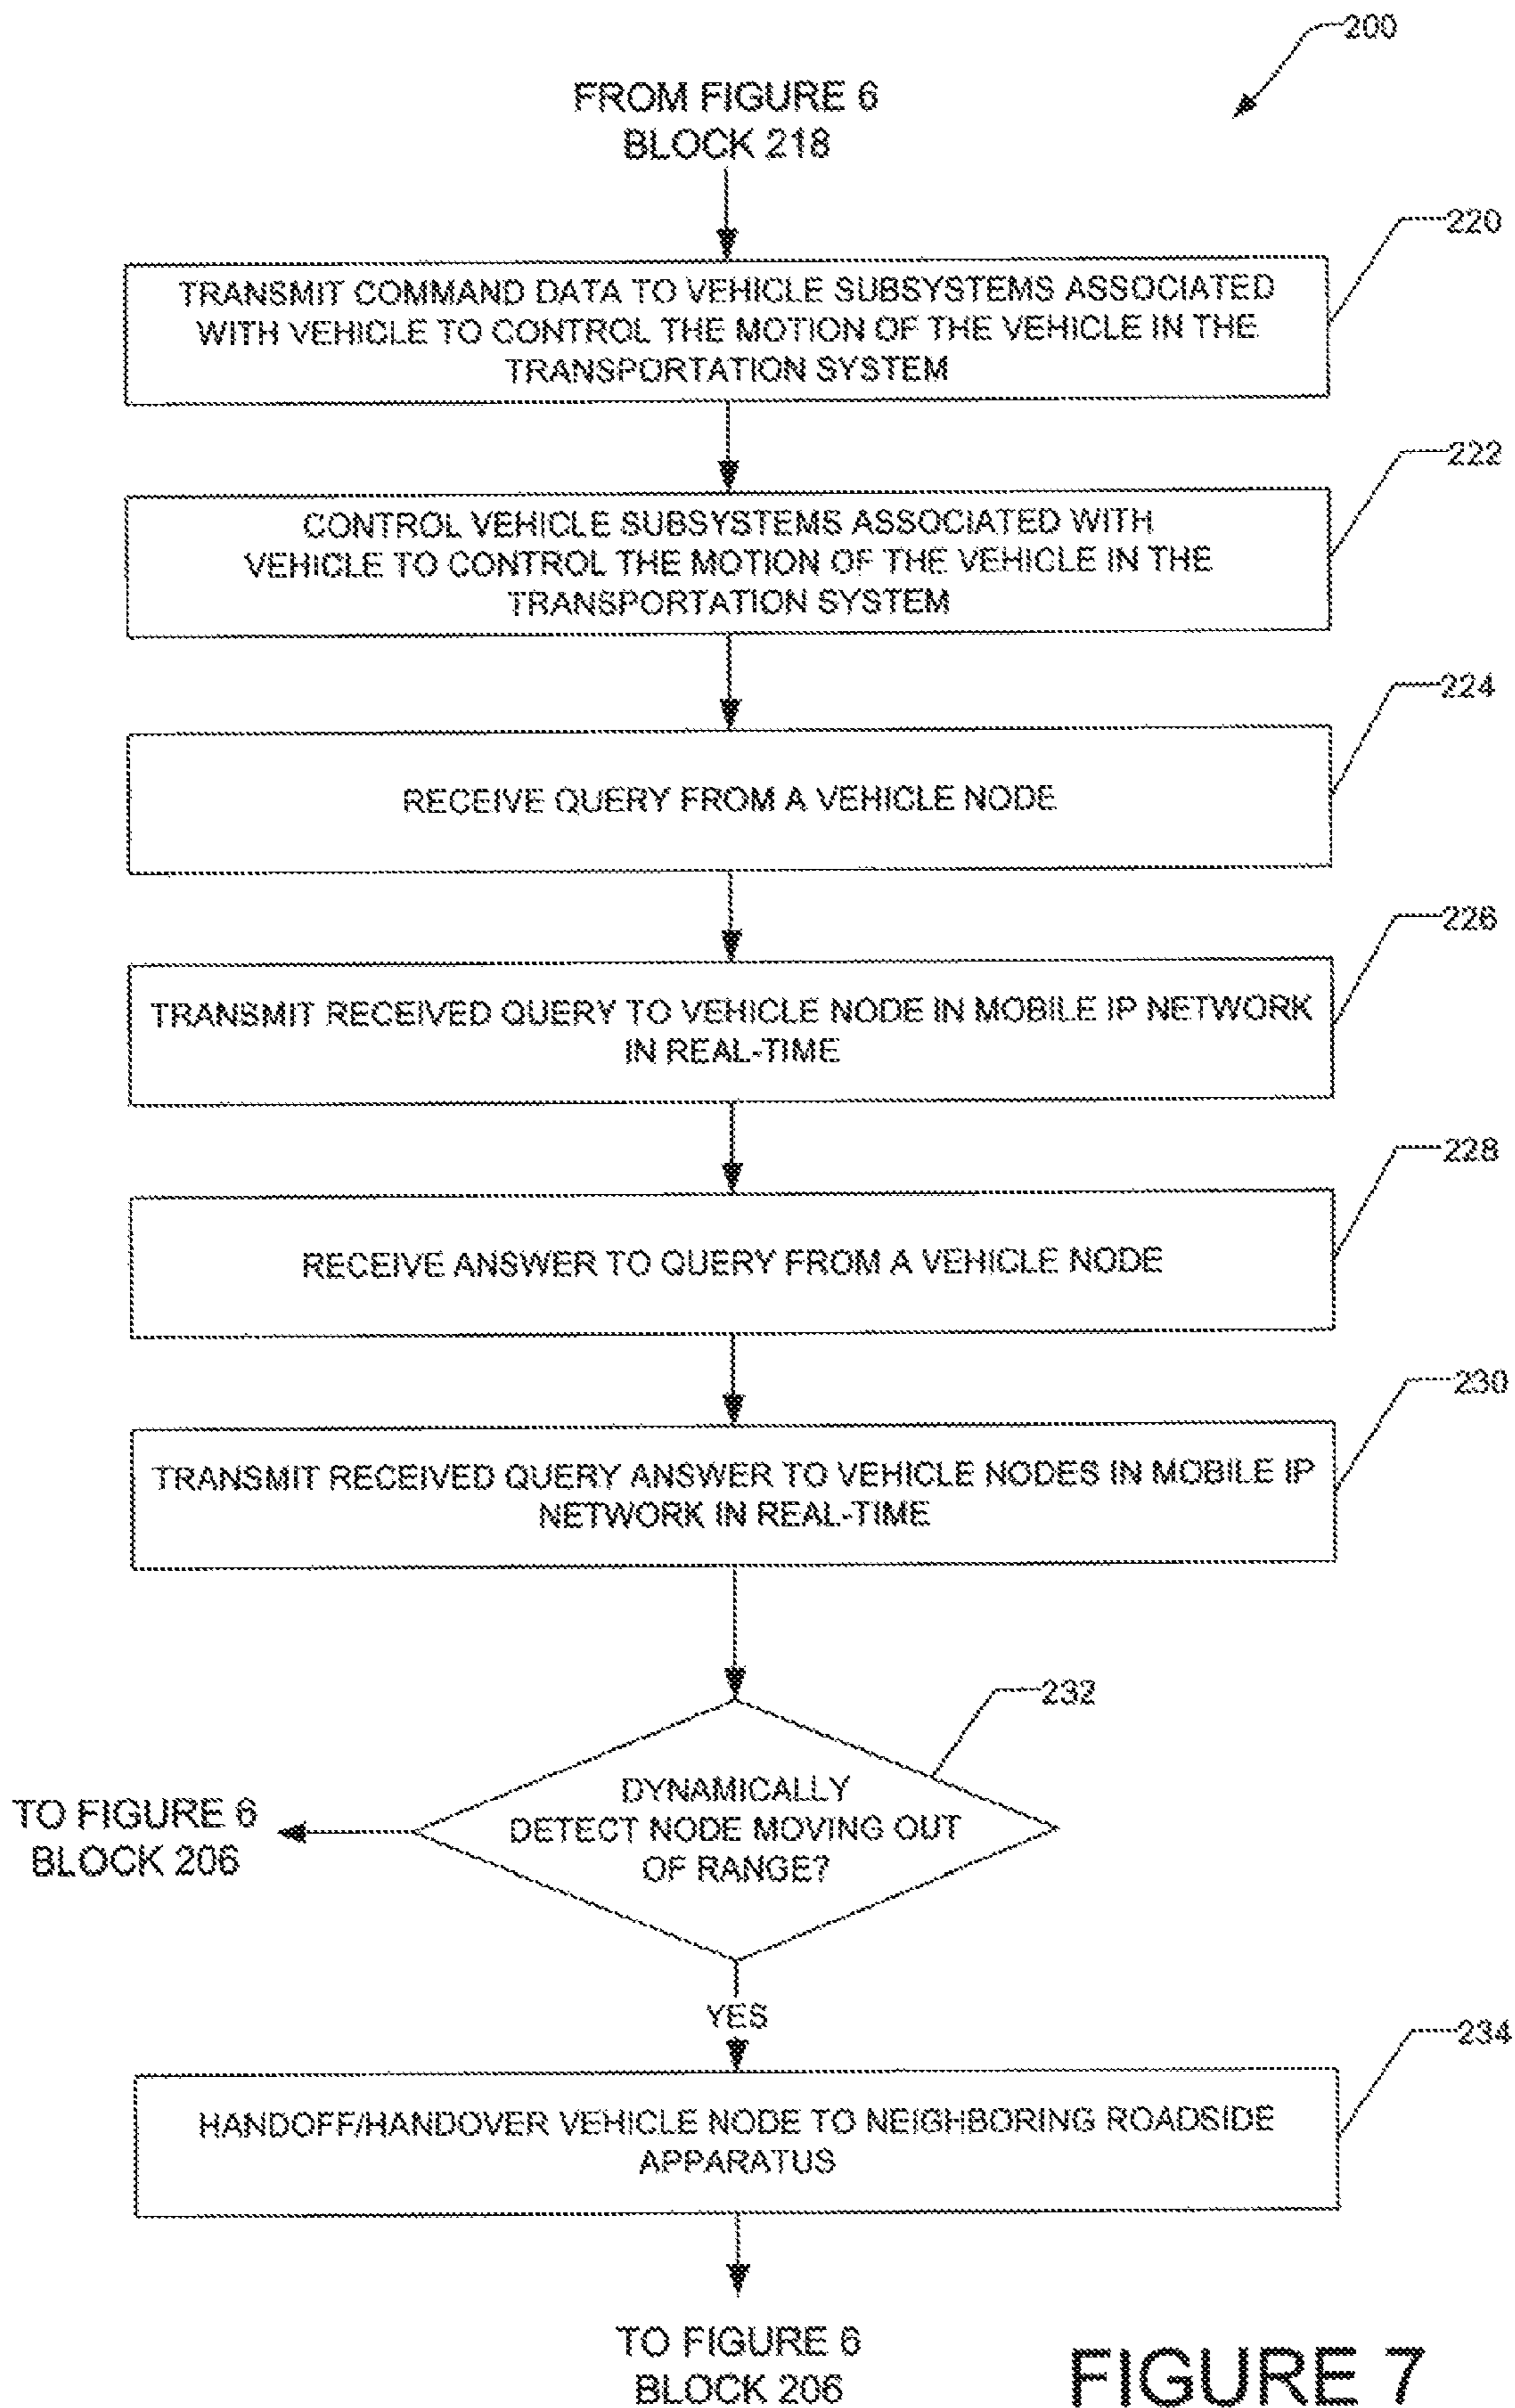 200
FROM FIGURE 6
BLOCK 218
220
TRANSMIT COMMAND DATA TO VEHICLE SUBSYSTEMS ASSOCIATED
WITH VEHICLE TO CONTROL THE MOTION OF THE VEHICLE IN THE
TRANSPORTATION SYSTEM
222
CONTROL VEHICLE SUBSYSTEMS ASSOCIATED WITH
VEHICLE TO CONTROL THE MOTION OF THE VEHICLE IN THE
TRANSPORTATION SYSTEM
224
RECEIVE QUERY FROM A VEHICLE NODE
226
TRANSMIT RECEIVED QUERY TO VEHICLE NODE IN MOBILE IP NETWORK
IN REAL-TIME
228
RECEIVE ANSWER TO QUERY FROM A VEHICLE NODE
230
TRANSMIT RECEIVED QUERY ANSWER TO VEHICLE NODES IN MOBILE IP
NETWORK IN REAL-TIME
232
DYNAMICALLY
DETECT NODE MOVING OUT
OF RANGE?
TO FIGURE 6
BLOCK 206
YES
234
HANDOFF/HANDOVER VEHICLE NODE TO NEIGHBORING ROADSIDE
APPARATUS
TO FIGURE 6
BLOCK 206
FIGURE 7